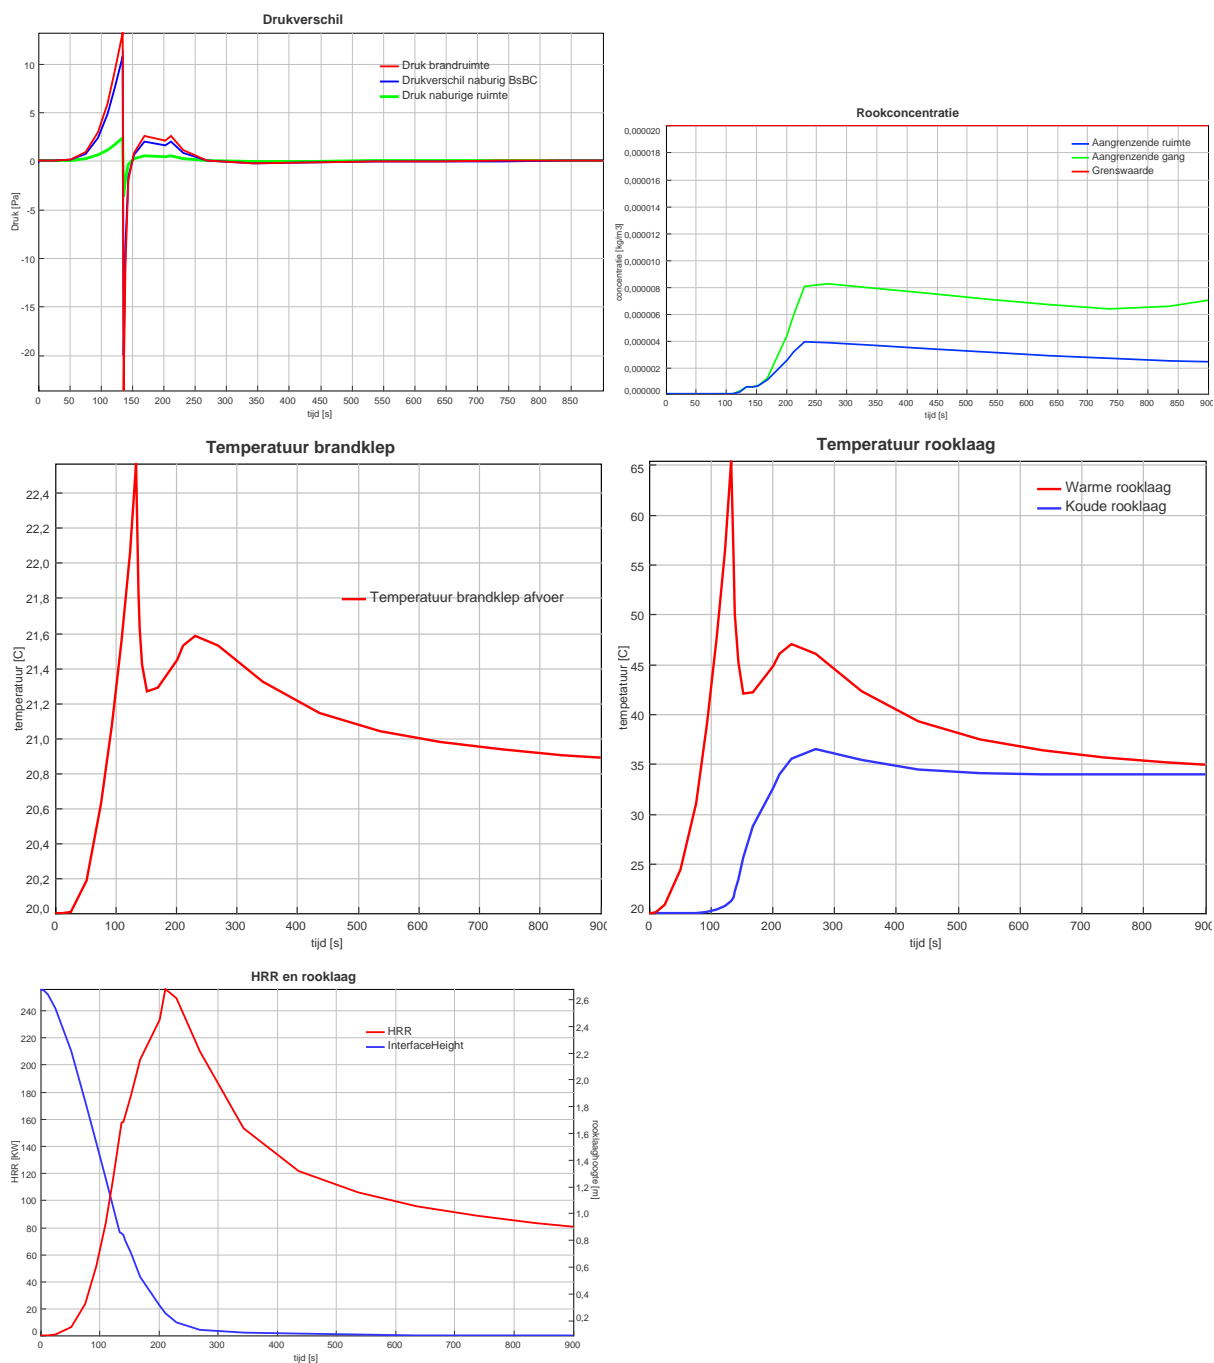 Drukverschil
10
5
0
-5
-10
-15
-20
Druk [Pa]
Druk brandruimte
Drukverschil naburig BsBC
Druk naburige ruimte
0 50 100 150 200 250 300 350 400 450 500 550 600 650 700 750 800 850
tijd [s]
Rookconcentratie
0,000020
0,000018
0,000016
0,000014
0,000012
0,000010
0,000008
0,000006
0,000004
0,000002
0,000000
concentratie [kg/m3]
Aangrenzende ruimte
Aangrenzende gang
Grenswaarde
0 50 100 150 200 250 300 350 400 450 500 550 600 650 700 750 800 850 900
tijd [s]
Temperatuur brandklep
22,4
22,2
22,0
21,8
21,6
21,4
21,2
21,0
20,8
20,6
20,4
20,2
20,0
temperatuur [C]
Temperatuur brandklep afvoer
0 100 200 300 400 500 600 700 800 900
tijd [s]
Temperatuur rooklaag
65
60
55
50
45
40
35
30
25
20
tempetatuur [C]
Warme rooklaag
Koude rooklaag
0 100 200 300 400 500 600 700 800 900
tijd [s]
HRR en rooklaag
240
220
200
180
160
140
120
100
80
60
40
20
0
HRR [KW]
HRR
InterfaceHeight
2,6
2,4
2,2
2,0
1,8
1,6
1,4
1,2
1,0
0,8
0,6
0,4
0,2
rooklaaghoogte [m]
0 100 200 300 400 500 600 700 800 900
tijd [s]